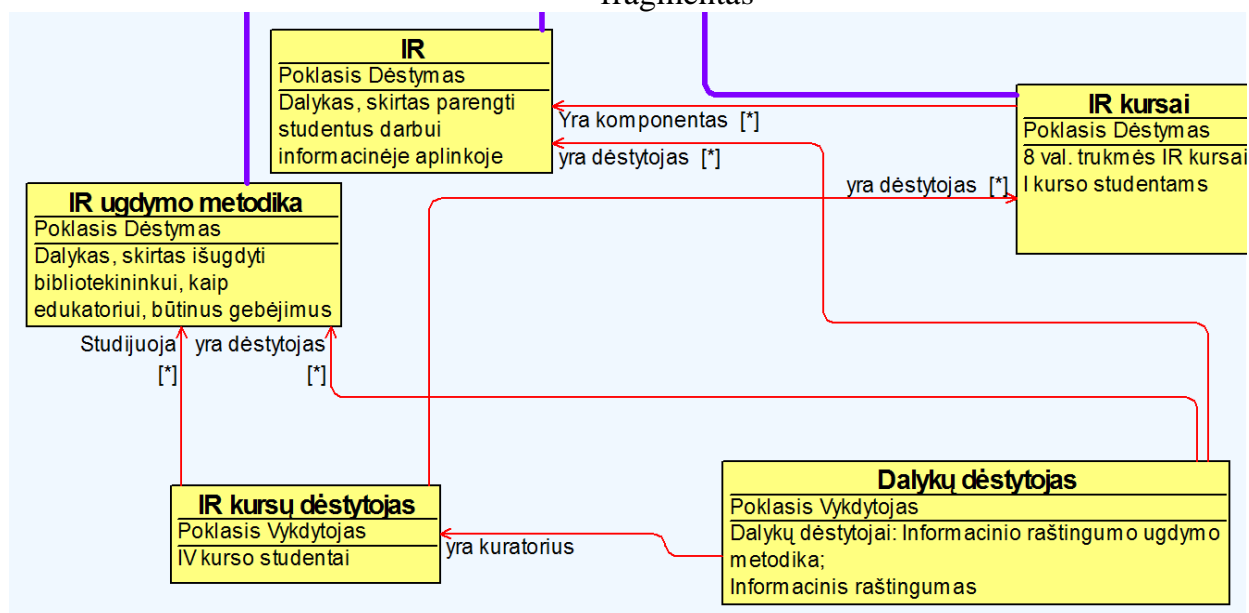 fragmentas
IR
Poklasis Dėstymas
Dalykas, skirtas parengti
studentus darbui
informacinėje aplinkoje
IR kursai
Poklasis Dėstymas
8 val. trukmės IR kursai
I kurso studentams
Yra komponentas [*]
yra dėstytojas [*]
yra dėstytojas [*]
IR ugdymo metodika
Poklasis Dėstymas
Dalykas, skirtas išugdyti
bibliotekininkui, kaip
edukatoriui, būtinus gebėjimus
Studijuoja
[*]
yra dėstytojas
[*]
IR kursų dėstytojas
Poklasis Vykdytojas
IV kurso studentai
yra kuratorius
Dalykų dėstytojas
Poklasis Vykdytojas
Dalykų dėstytojai: Informacinio raštingumo ugdymo
metodika;
Informacinis raštingumas